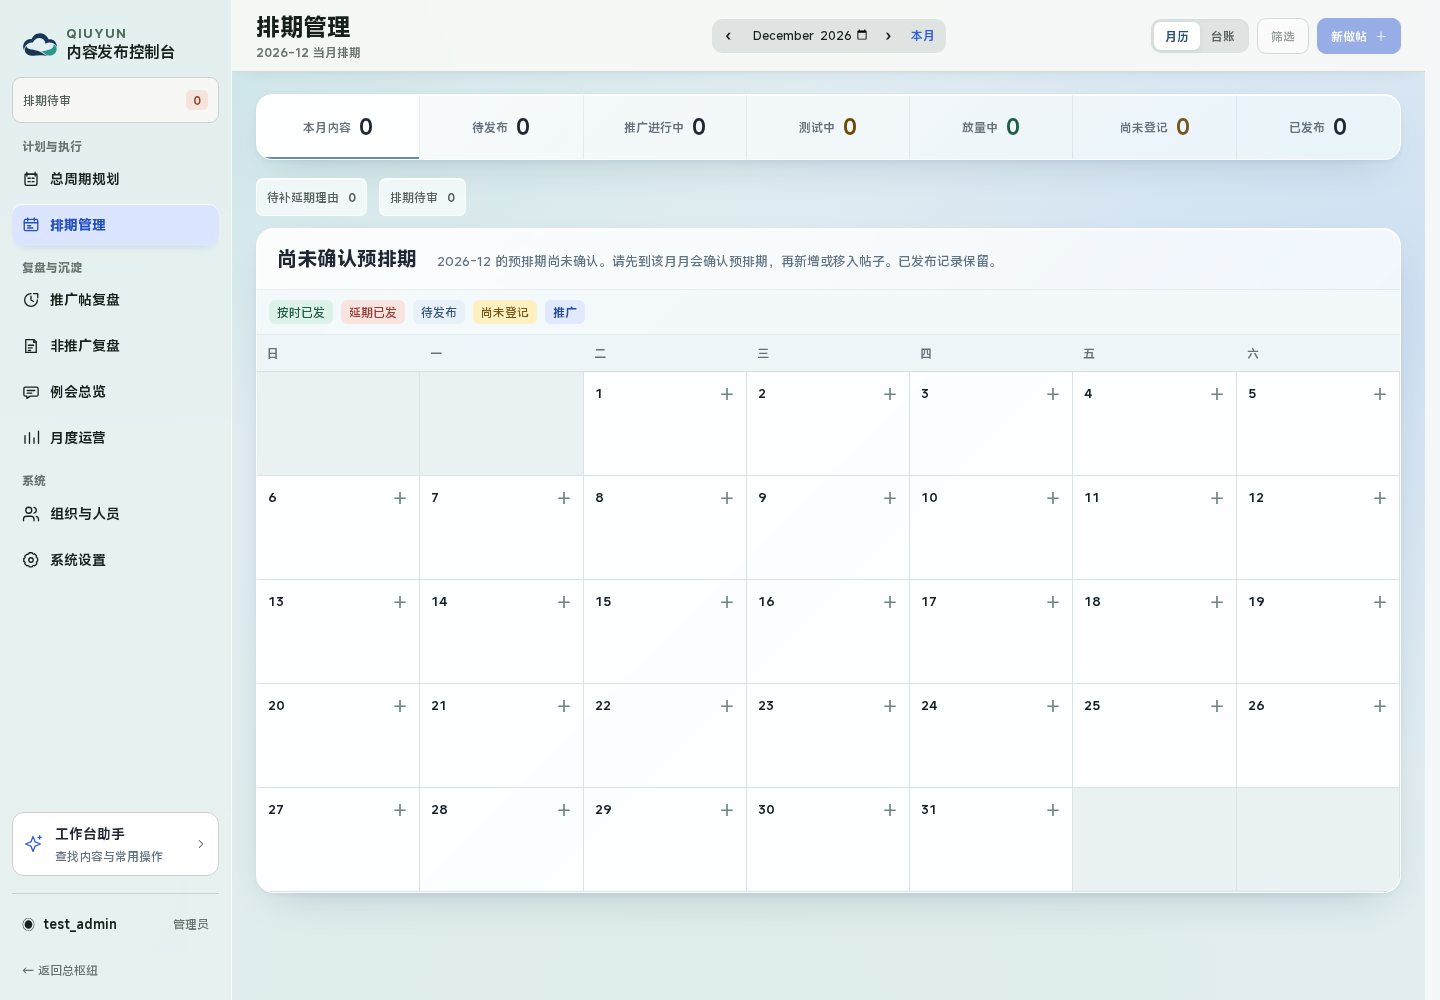 QIUYUN
内容发布控制台
排期待审 0
计划与执行
总周期规划
排期管理
复盘与沉淀
推广帖复盘
非推广复盘
例会总览
月度运营
系统
组织与人员
系统设置
工作台助手
查找内容与常用操作
test_admin 管理员
← 返回总枢纽
排期管理
2026-12 当月排期
‹ December 2026 › 本月
月历 台账 筛选 新做帖 +
本月内容 0 待发布 0 推广进行中 0 测试中 0 放量中 0 尚未登记 0 已发布 0
待补延期理由 0 排期待审 0
尚未确认预排期 2026-12 的预排期尚未确认。请先到该月月会确认预排期，再新增或移入帖子。已发布记录保留。
按时已发 延期已发 待发布 尚未登记 推广
日 一 二 三 四 五 六
1 + 2 + 3 + 4 + 5 +
6 + 7 + 8 + 9 + 10 + 11 + 12 +
13 + 14 + 15 + 16 + 17 + 18 + 19 +
20 + 21 + 22 + 23 + 24 + 25 + 26 +
27 + 28 + 29 + 30 + 31 +